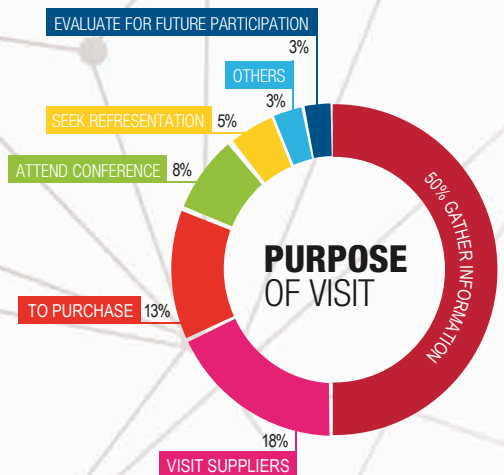 EVALUATE FOR FUTURE PARTICIPATION
3%
OTHERS
3%
SEEK REFRESENTATION 5%
ATTEND CONFERENCE 8%
50% GATHER INFORMATION
PURPOSE
OF VISIT
TO PURCHASE 13%
18%
VISIT SUPPLIERS